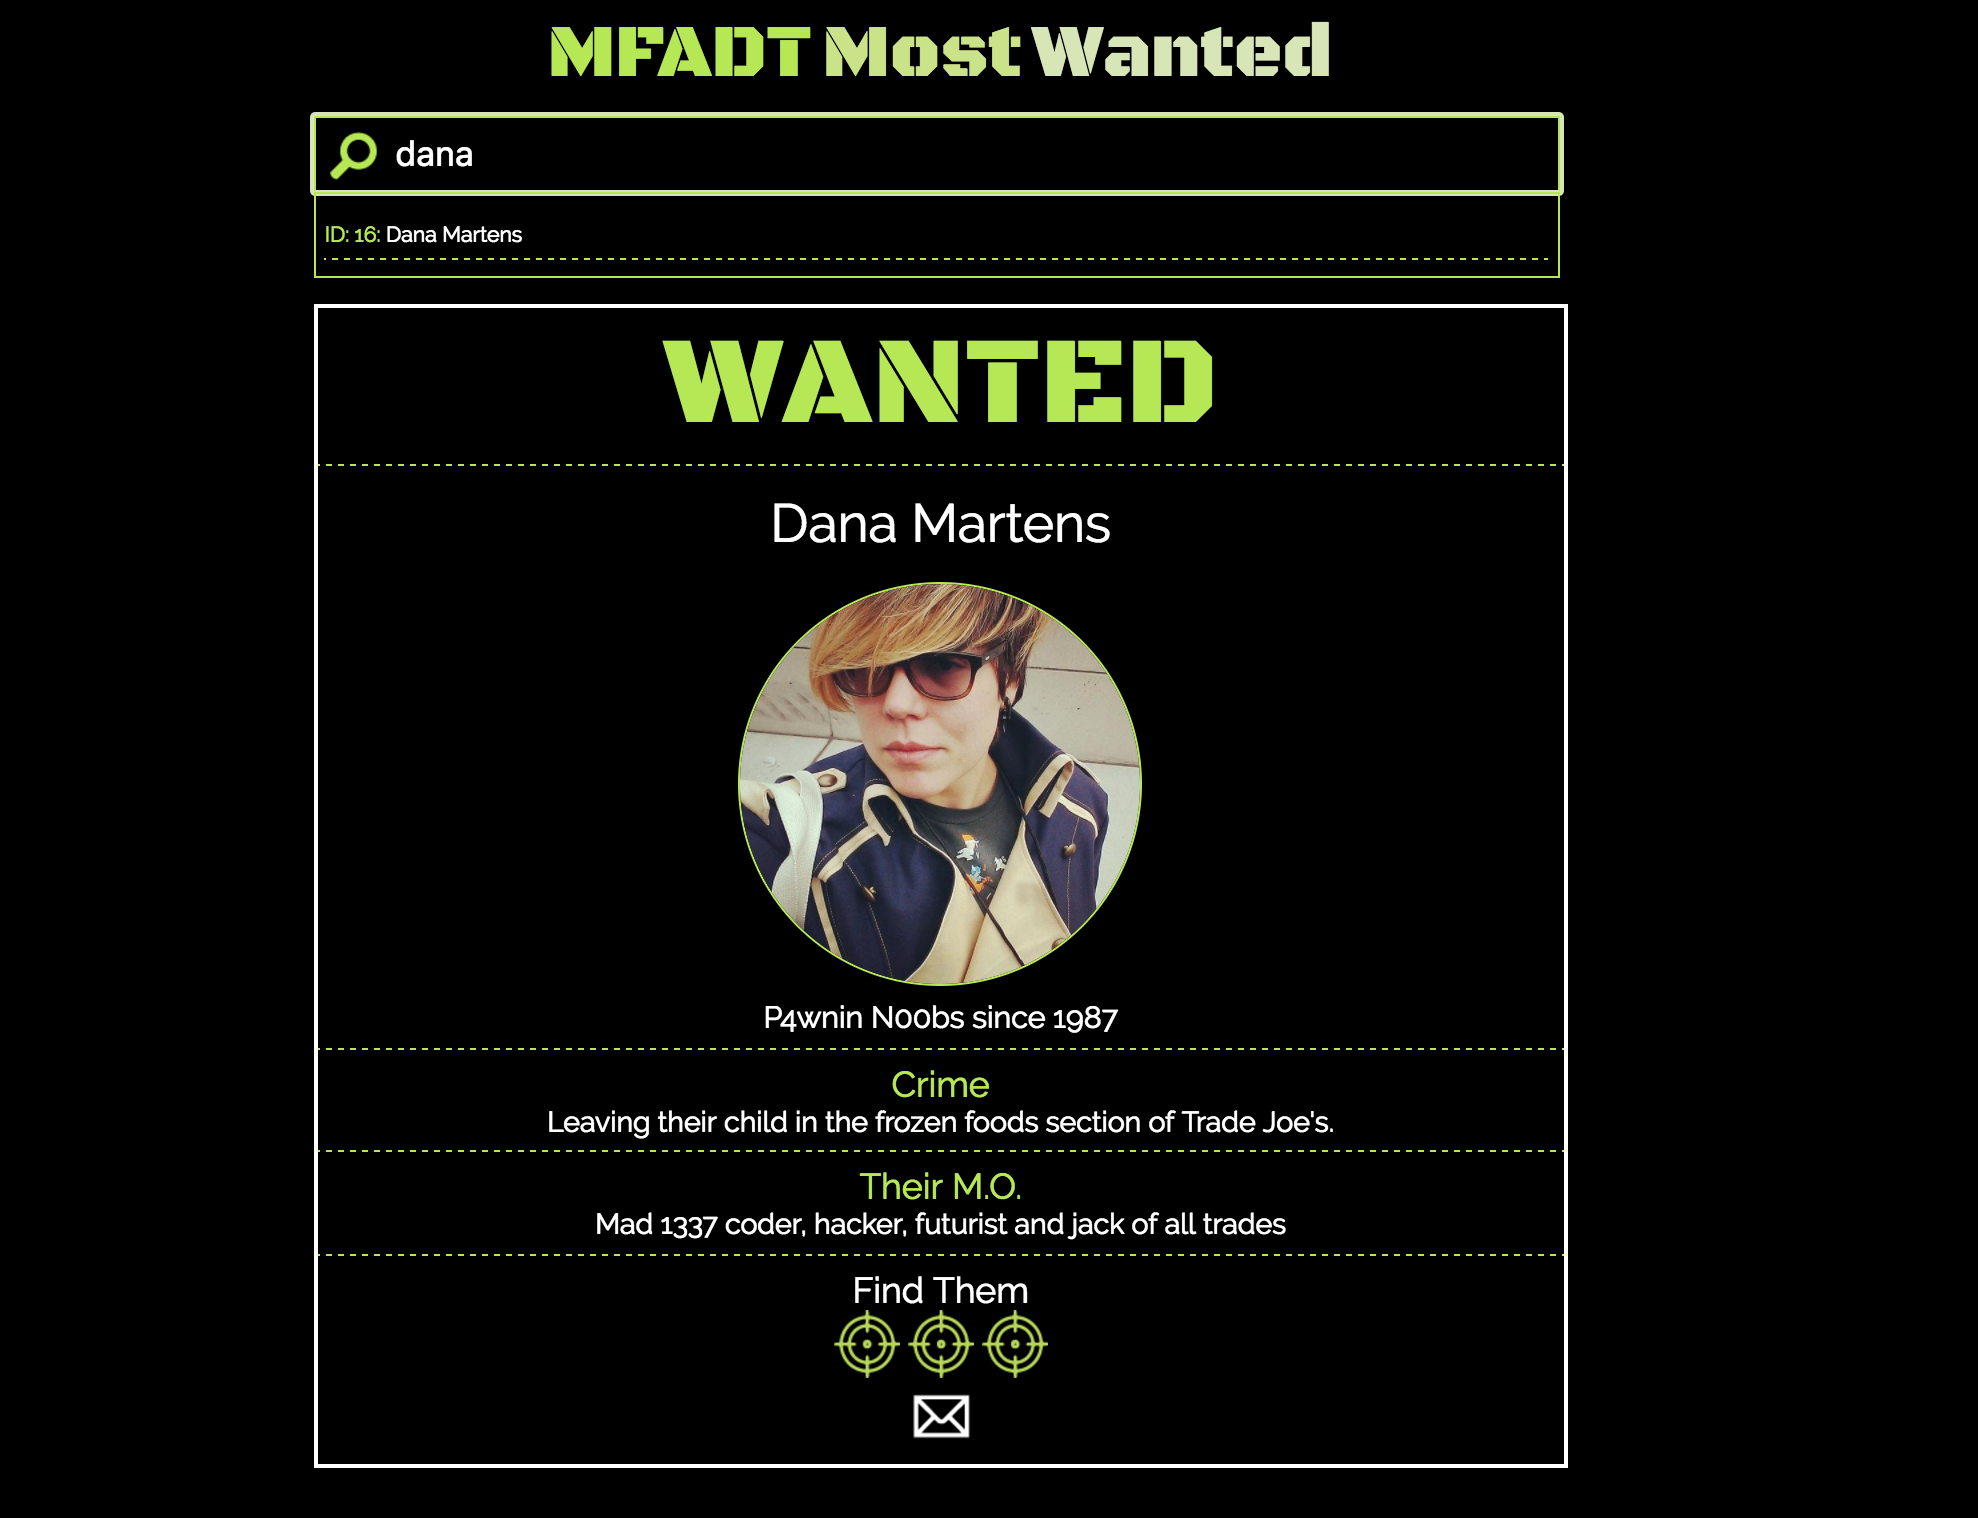 MFADT Most Wanted
dana
ID: 16: Dana Martens
WANTED
Dana Martens
P4wnin N00bs since 1987
Crime
Leaving their child in the frozen foods section of Trade Joe's.
Their M.O.
Mad 1337 coder, hacker, futurist and jack of all trades
Find Them